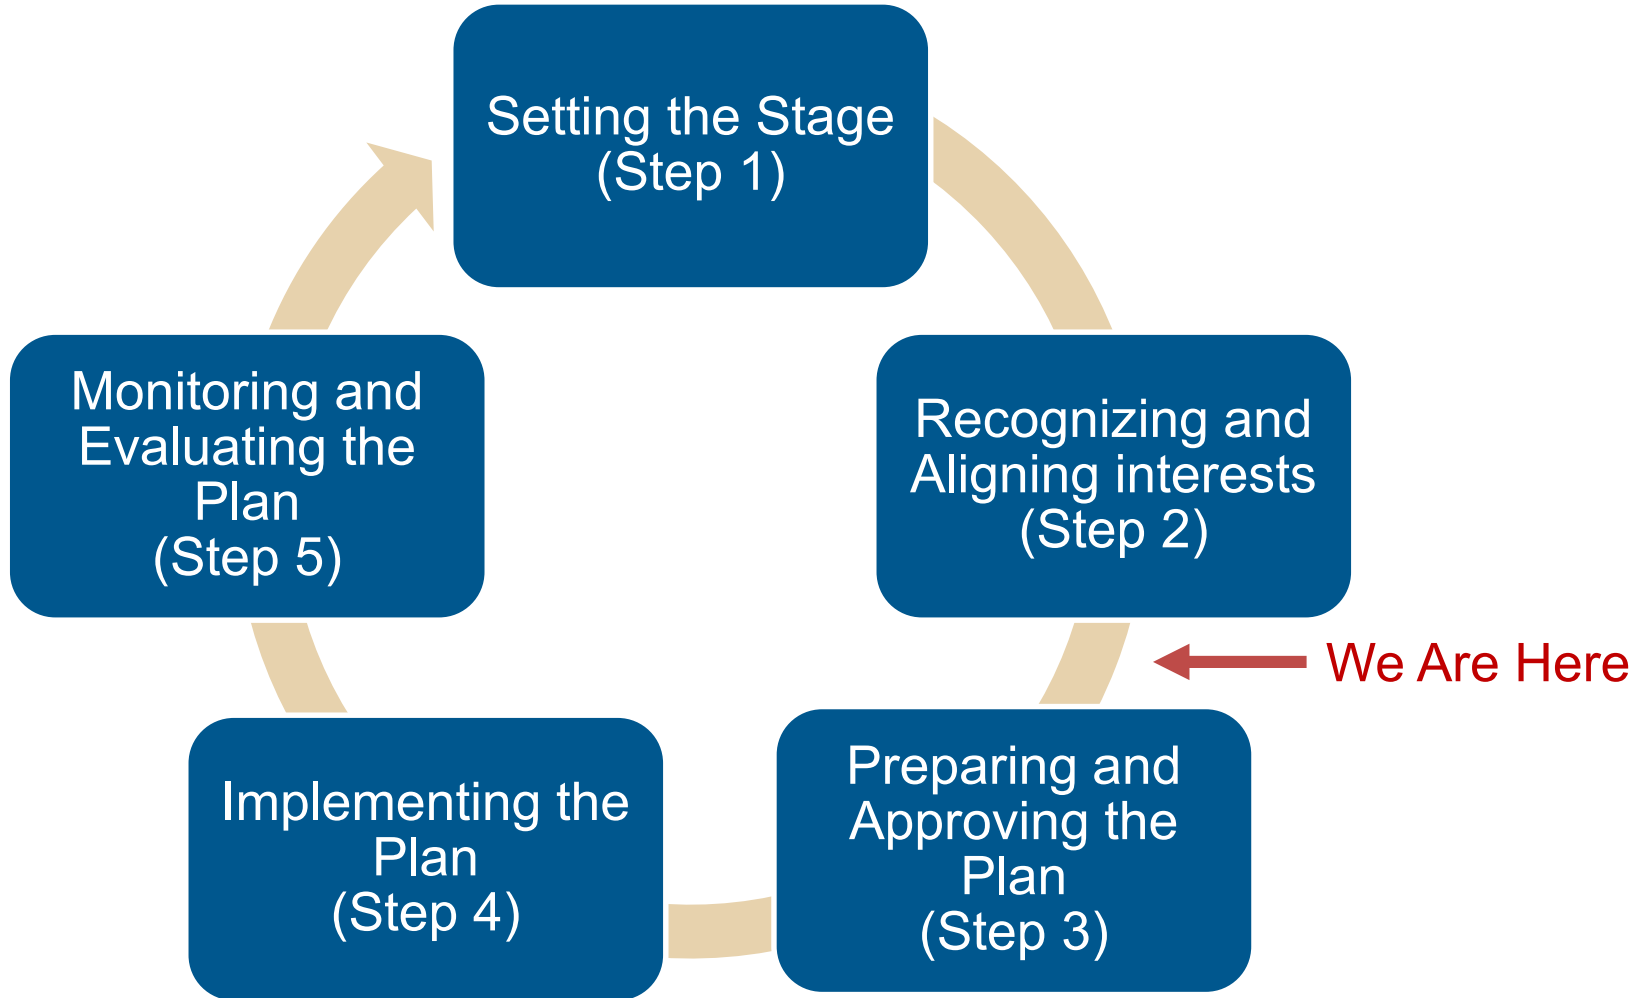 Setting the Stage
(Step 1)
Recognizing and
Aligning interests
(Step 2)
We Are Here
Preparing and
Approving the
Plan
(Step 3)
Implementing the
Plan
(Step 4)
Monitoring and
Evaluating the
Plan
(Step 5)